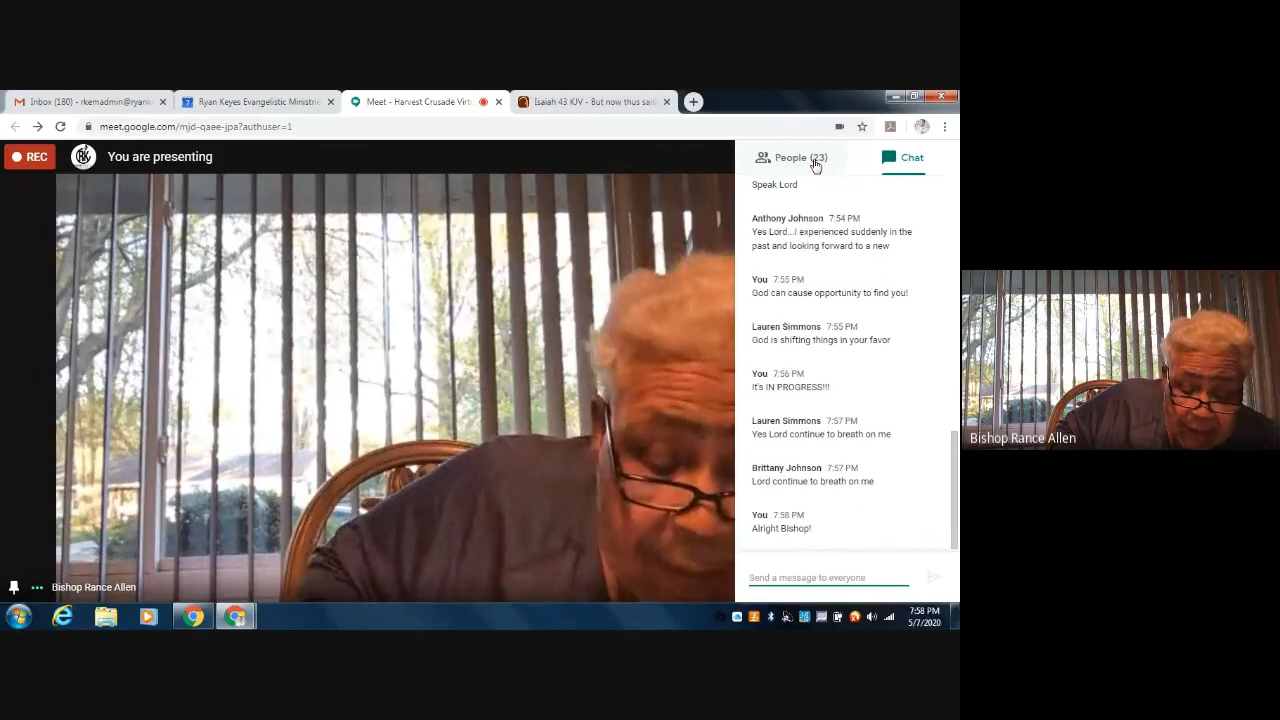 Inbox (180) - rkemadmin@ryank
Ryan Keyes Evangelistic Ministrie
Meet - Harvest Crusade Virtu
Isaiah 43 KJV - But now thus sait
meet.google.com/mjd-qaee-jpa?authuser=1
REC
RK
You are presenting
People (23)
Chat
Speak Lord
Anthony Johnson 7:54 PM
Yes Lord...I experienced suddenly in the
past and looking forward to a new
You 7:55 PM
God can cause opportunity to find you!
Lauren Simmons 7:55 PM
God is shifting things in your favor
You 7:56 PM
It's IN PROGRESS!!!
Lauren Simmons 7:57 PM
Yes Lord continue to breath on me
Brittany Johnson 7:57 PM
Lord continue to breath on me
You 7:58 PM
Alright Bishop!
Send a message to everyone
Bishop Rance Allen
7:58 PM
5/7/2020
Bishop Rance Allen